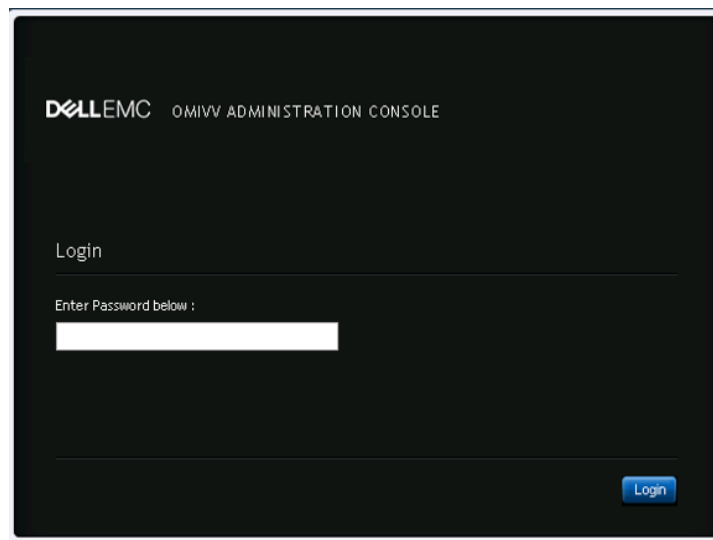 DELLEMC OMIVV ADMINISTRATION CONSOLE
Login
Enter Password below :
Login